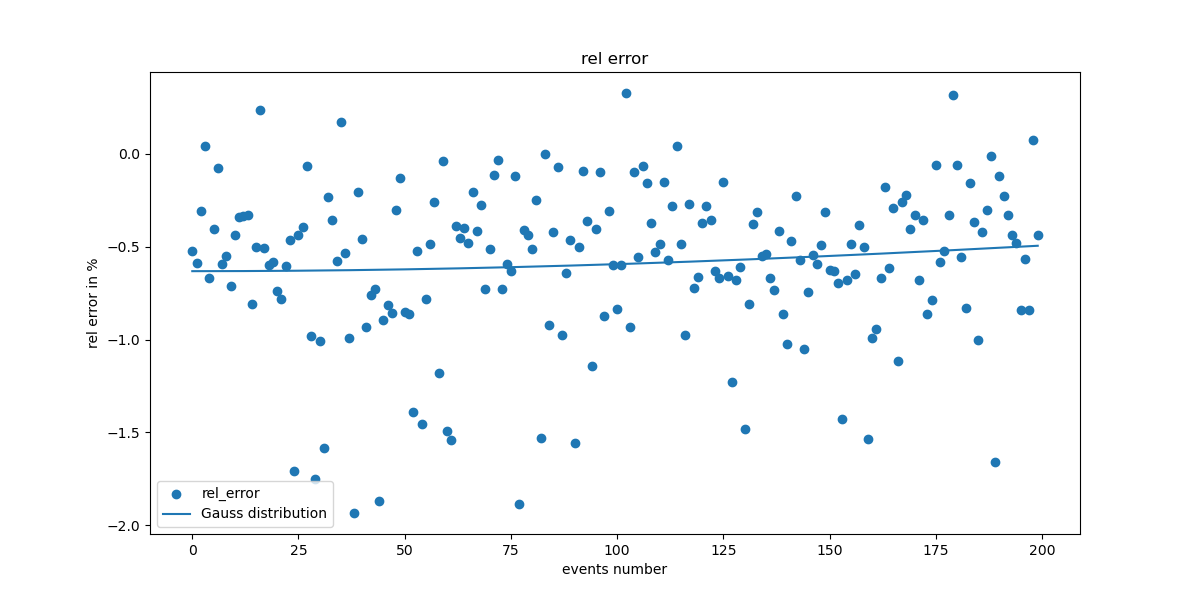 rel error
rel error in %
0.0
−0.5
−1.0
−1.5
−2.0
rel_error
Gauss distribution
0 25 50 75 100 125 150 175 200
events number